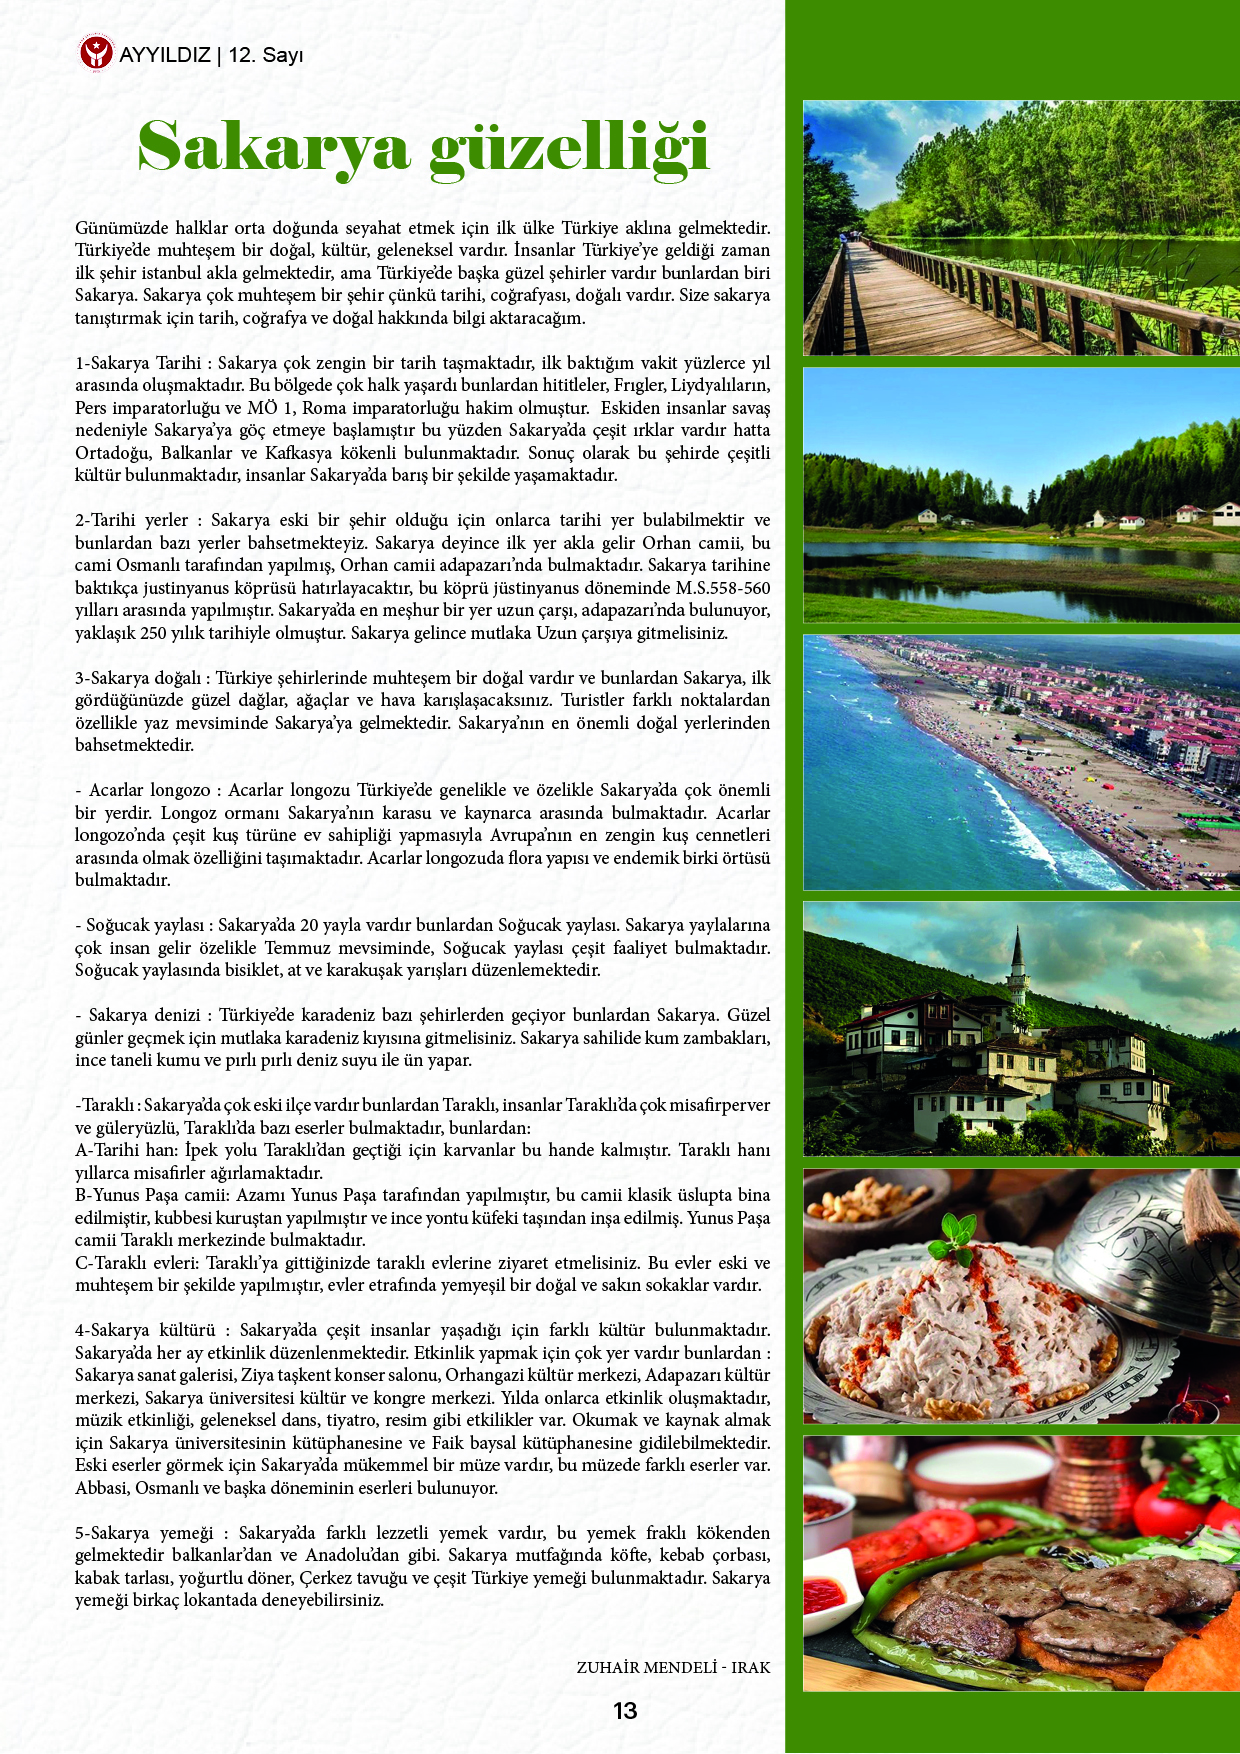 AYYILDIZ | 12. Sayı
Sakarya güzelliği
Günümüzde halklar orta doğunda seyahat etmek için ilk ülke Türkiye aklına gelmektedir.
Türkiye'de muhteşem bir doğal, kültür, geleneksel vardır. İnsanlar Türkiye'ye geldiği zaman
ilk şehir istanbul akla gelmektedir, ama Türkiye'de başka güzel şehirler vardır bunlardan biri
Sakarya. Sakarya çok muhteşem bir şehir çünkü tarihi, coğrafyası, doğalı vardır. Size sakarya
tanıştırmak için tarih, coğrafya ve doğal hakkında bilgi aktaracağım.
1-Sakarya Tarihi : Sakarya çok zengin bir tarih taşmaktadır, ilk baktığım vakit yüzlerce yıl
arasında oluşmaktadır. Bu bölgede çok halk yaşardı bunlardan hititleler, Frıgler, Liydyalıların,
Pers imparatorluğu ve MÖ 1, Roma imparatorluğu hakim olmuştur.  Eskiden insanlar savaş
nedeniyle Sakarya'ya göç etmeye başlamıştır bu yüzden Sakarya'da çeşit ırklar vardır hatta
Ortadoğu, Balkanlar ve Kafkasya kökenli bulunmaktadır. Sonuç olarak bu şehirde çeşitli
kültür bulunmaktadır, insanlar Sakarya'da barış bir şekilde yaşamaktadır.
2-Tarihi yerler : Sakarya eski bir şehir olduğu için onlarca tarihi yer bulabilmektir ve
bunlardan bazı yerler bahsetmekteyiz. Sakarya deyince ilk yer akla gelir Orhan camii, bu
cami Osmanlı tarafından yapılmış, Orhan camii adapazarı'nda bulmaktadır. Sakarya tarihine
baktıkça justinyanus köprüsü hatırlayacaktır, bu köprü jüstinyanus döneminde M.S.558-560
yılları arasında yapılmıştır. Sakarya'da en meşhur bir yer uzun çarşı, adapazarı'nda bulunuyor,
yaklaşık 250 yılık tarihiyle olmuştur. Sakarya gelince mutlaka Uzun çarşıya gitmelisiniz.
3-Sakarya doğalı : Türkiye şehirlerinde muhteşem bir doğal vardır ve bunlardan Sakarya, ilk
gördüğünüzde güzel dağlar, ağaçlar ve hava karışlaşacaksınız. Turistler farklı noktalardan
özellikle yaz mevsiminde Sakarya'ya gelmektedir. Sakarya'nın en önemli doğal yerlerinden
bahsetmektedir.
- Acarlar longozo : Acarlar longozu Türkiye'de genelikle ve özelikle Sakarya'da çok önemli
bir yerdir. Longoz ormanı Sakarya'nın karasu ve kaynarca arasında bulmaktadır. Acarlar
longozo'nda çeşit kuş türüne ev sahipliği yapmasıyla Avrupa'nın en zengin kuş cennetleri
arasında olmak özelliğini taşımaktadır. Acarlar longozuda flora yapısı ve endemik birki örtüsü
bulmaktadır.
- Soğucak yaylası : Sakarya'da 20 yayla vardır bunlardan Soğucak yaylası. Sakarya yaylalarına
çok insan gelir özelikle Temmuz mevsiminde, Soğucak yaylası çeşit faaliyet bulmaktadır.
Soğucak yaylasında bisiklet, at ve karakuşak yarışları düzenlemektedir.
- Sakarya denizi : Türkiye'de karadeniz bazı şehirlerden geçiyor bunlardan Sakarya. Güzel
günler geçmek için mutlaka karadeniz kıyısına gitmelisiniz. Sakarya sahilide kum zambakları,
ince taneli kumu ve pırlı pırlı deniz suyu ile ün yapar.
-Taraklı : Sakarya'da çok eski ilçe vardır bunlardan Taraklı, insanlar Taraklı'da çok misafirperver
ve güleryüzlü, Taraklı'da bazı eserler bulmaktadır, bunlardan:
A-Tarihi han: İpek yolu Taraklı'dan geçtiği için karvanlar bu hande kalmıştır. Taraklı hanı
yıllarca misafirler ağırlamaktadır.
B-Yunus Paşa camii: Azamı Yunus Paşa tarafından yapılmıştır, bu camii klasik üslupta bina
edilmiştir, kubbesi kuruştan yapılmıştır ve ince yontu küfeki taşından inşa edilmiş. Yunus Paşa
camii Taraklı merkezinde bulmaktadır.
C-Taraklı evleri: Taraklı'ya gittiğinizde taraklı evlerine ziyaret etmelisiniz. Bu evler eski ve
muhteşem bir şekilde yapılmıştır, evler etrafında yemyeşil bir doğal ve sakın sokaklar vardır.
4-Sakarya kültürü : Sakarya'da çeşit insanlar yaşadığı için farklı kültür bulunmaktadır.
Sakarya'da her ay etkinlik düzenlenmektedir. Etkinlik yapmak için çok yer vardır bunlardan :
Sakarya sanat galerisi, Ziya taşkent konser salonu, Orhangazi kültür merkezi, Adapazarı kültür
merkezi, Sakarya üniversitesi kültür ve kongre merkezi. Yılda onlarca etkinlik oluşmaktadır,
müzik etkinliği, geleneksel dans, tiyatro, resim gibi etkilikler var. Okumak ve kaynak almak
için Sakarya üniversitesinin kütüphanesine ve Faik baysal kütüphanesine gidilebilmektedir.
Eski eserler görmek için Sakarya'da mükemmel bir müze vardır, bu müzede farklı eserler var.
Abbasi, Osmanlı ve başka döneminin eserleri bulunuyor.
5-Sakarya yemeği : Sakarya'da farklı lezzetli yemek vardır, bu yemek fraklı kökenden
gelmektedir balkanlar'dan ve Anadolu'dan gibi. Sakarya mutfağında köfte, kebab çorbası,
kabak tarlası, yoğurtlu döner, Çerkez tavuğu ve çeşit Türkiye yemeği bulunmaktadır. Sakarya
yemeği birkaç lokantada deneyebilirsiniz.
ZUHAİR MENDELİ - IRAK
13